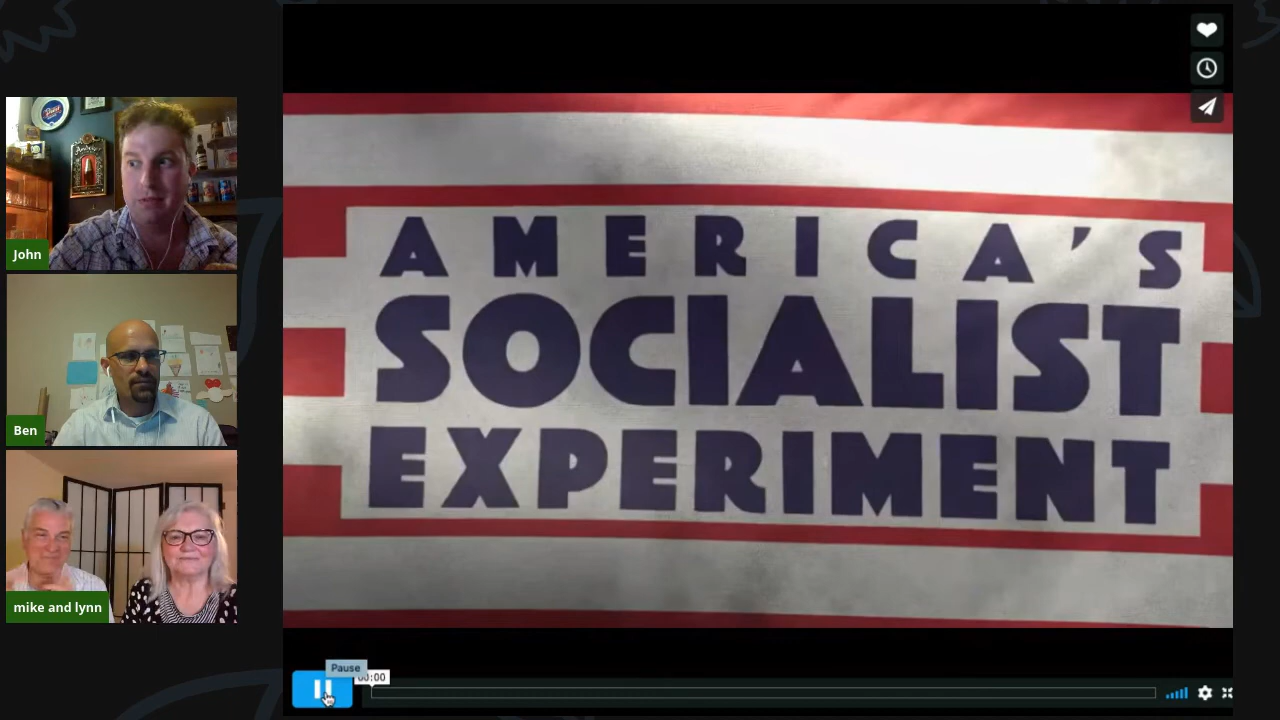 AMERICA'S
SOCIALIST
EXPERIMENT
John
Ben
mike and lynn
Pause
00:00